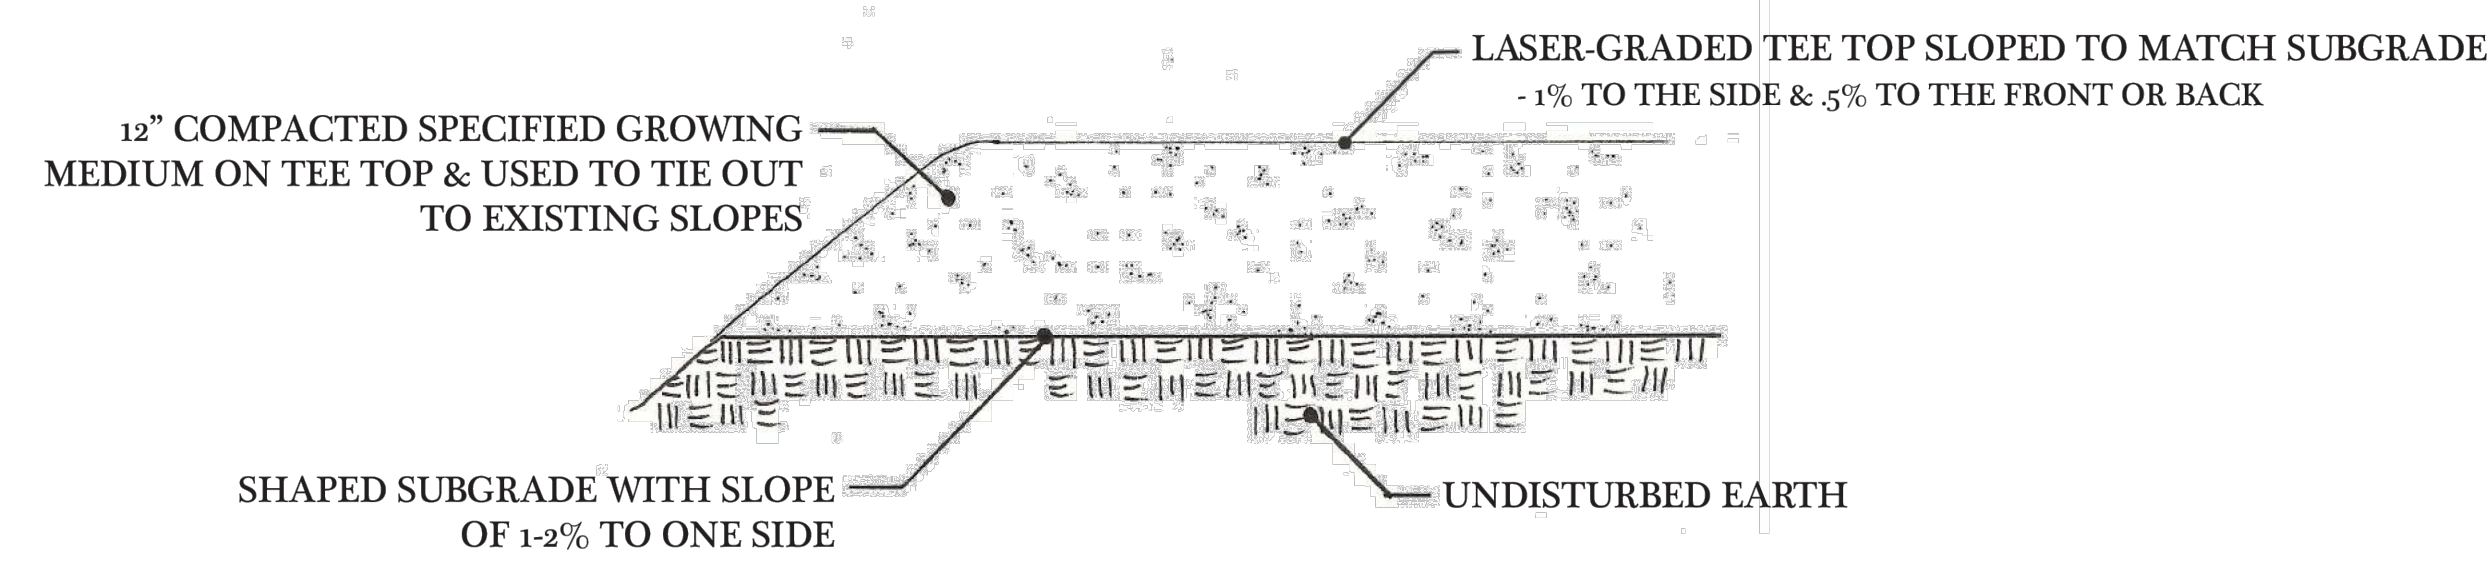 LASER-GRADED TEE TOP SLOPED TO MATCH SUBGRADE
- 1% TO THE SIDE & .5% TO THE FRONT OR BACK
12” COMPACTED SPECIFIED GROWING
MEDIUM ON TEE TOP & USED TO TIE OUT
TO EXISTING SLOPES
SHAPED SUBGRADE WITH SLOPE
OF 1-2% TO ONE SIDE
UNDISTURBED EARTH